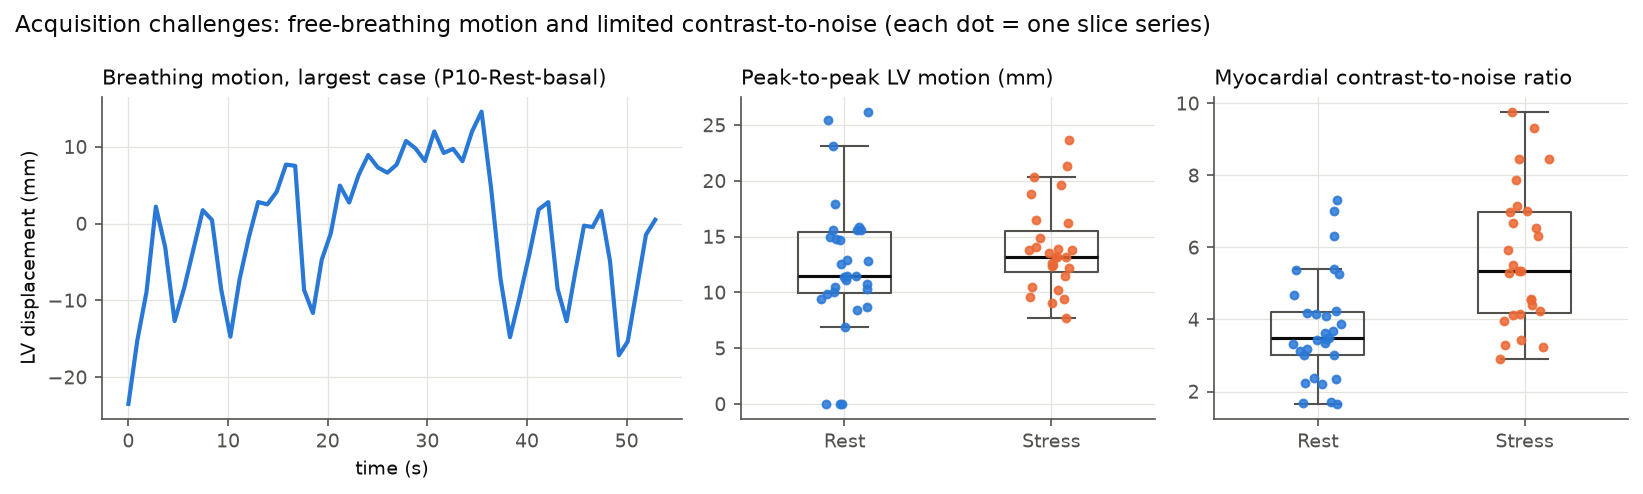 Acquisition challenges: free-breathing motion and limited contrast-to-noise (each dot = one slice series)
Breathing motion, largest case (P10-Rest-basal)
LV displacement (mm)
10
0
−10
−20
0 10 20 30 40 50
time (s)
Peak-to-peak LV motion (mm)
25
20
15
10
5
0
Rest Stress
Myocardial contrast-to-noise ratio
10
8
6
4
2
Rest Stress